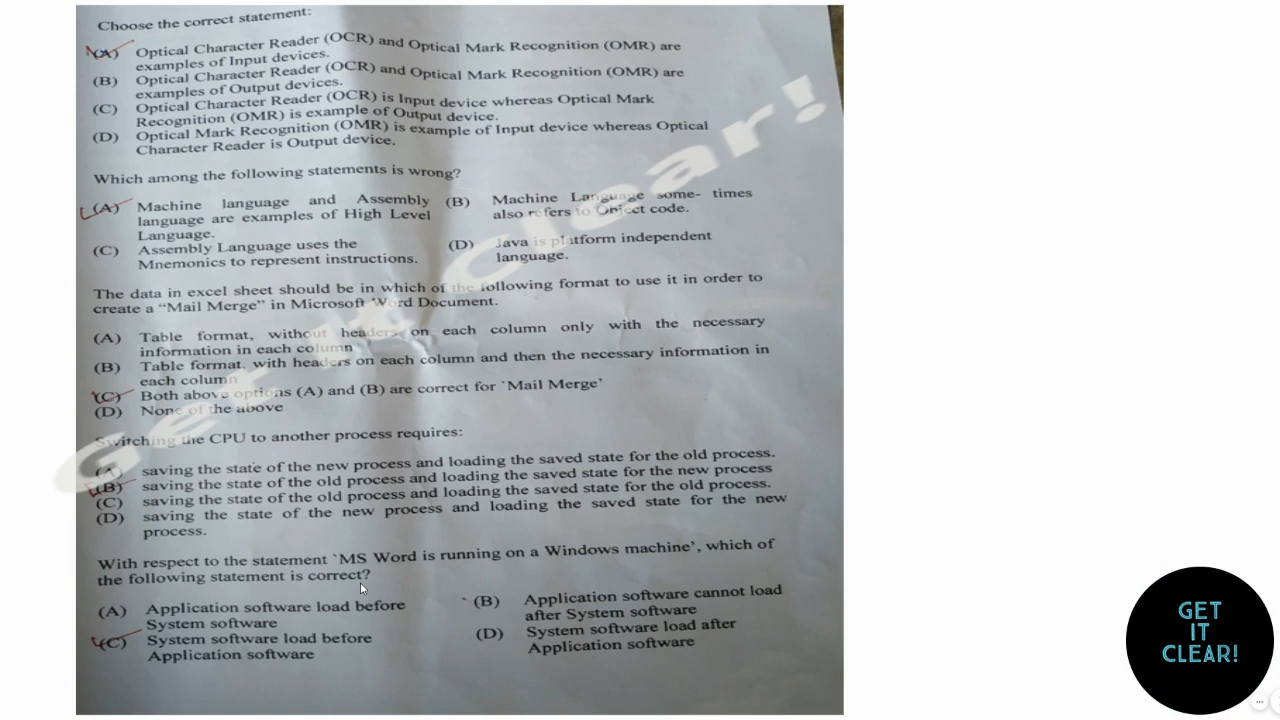 Choose the correct statement:
(A) Optical Character Reader (OCR) and Optical Mark Recognition (OMR) are
examples of Input devices.
(B) Optical Character Reader (OCR) and Optical Mark Recognition (OMR) are
examples of Output devices.
(C) Optical Character Reader (OCR) is Input device whereas Optical Mark
Recognition (OMR) is example of Output device.
(D) Optical Mark Recognition (OMR) is example of Input device whereas Optical
Character Reader is Output device.
Which among the following statements is wrong?
(A) Machine language and Assembly
language are examples of High Level
Language.
(B) Machine Language some- times
also refers to Object code.
(C) Assembly Language uses the
Mnemonics to represent instructions.
(D) Java is platform independent
language.
The data in excel sheet should be in which of the following format to use it in order to
create a “Mail Merge” in Microsoft Word Document.
(A) Table format, without headers on each column only with the necessary
information in each column
(B) Table format, with headers on each column and then the necessary information in
each column
(C) Both above options (A) and (B) are correct for `Mail Merge’
(D) None of the above
Switching the CPU to another process requires:
(A) saving the state of the new process and loading the saved state for the old process.
(B) saving the state of the old process and loading the saved state for the new process
(C) saving the state of the old process and loading the saved state for the old process.
(D) saving the state of the new process and loading the saved state for the new
process.
With respect to the statement `MS Word is running on a Windows machine’, which of
the following statement is correct?
(A) Application software load before
System software
(B) Application software cannot load
after System software
(C) System software load before
Application software
(D) System software load after
Application software
Get It Clear!
GET
IT
CLEAR!